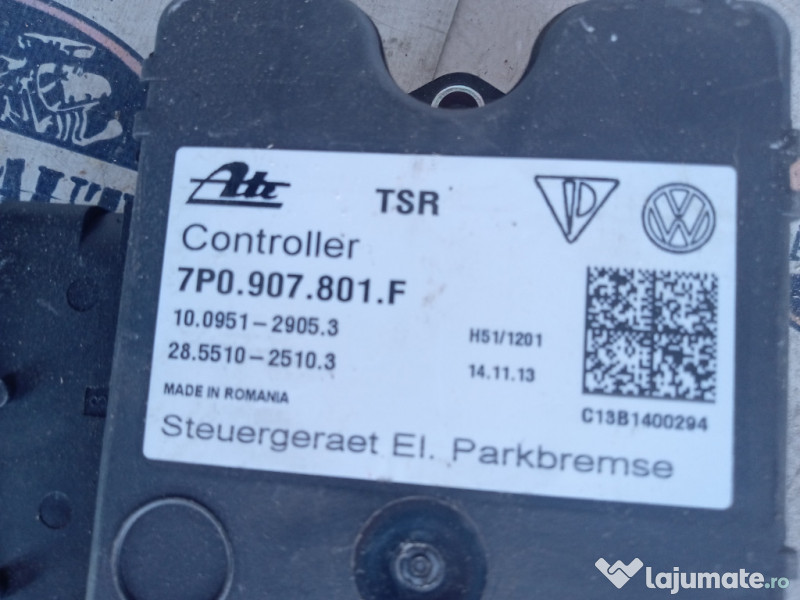 Ate TSR
Controller
7P0.907.801.F
10.0951-2905.3 H51/1201
28.5510-2510.3 14.11.13
MADE IN ROMANIA C13B1400294
Steuergeraet El. Parkbremse
lajumate.ro